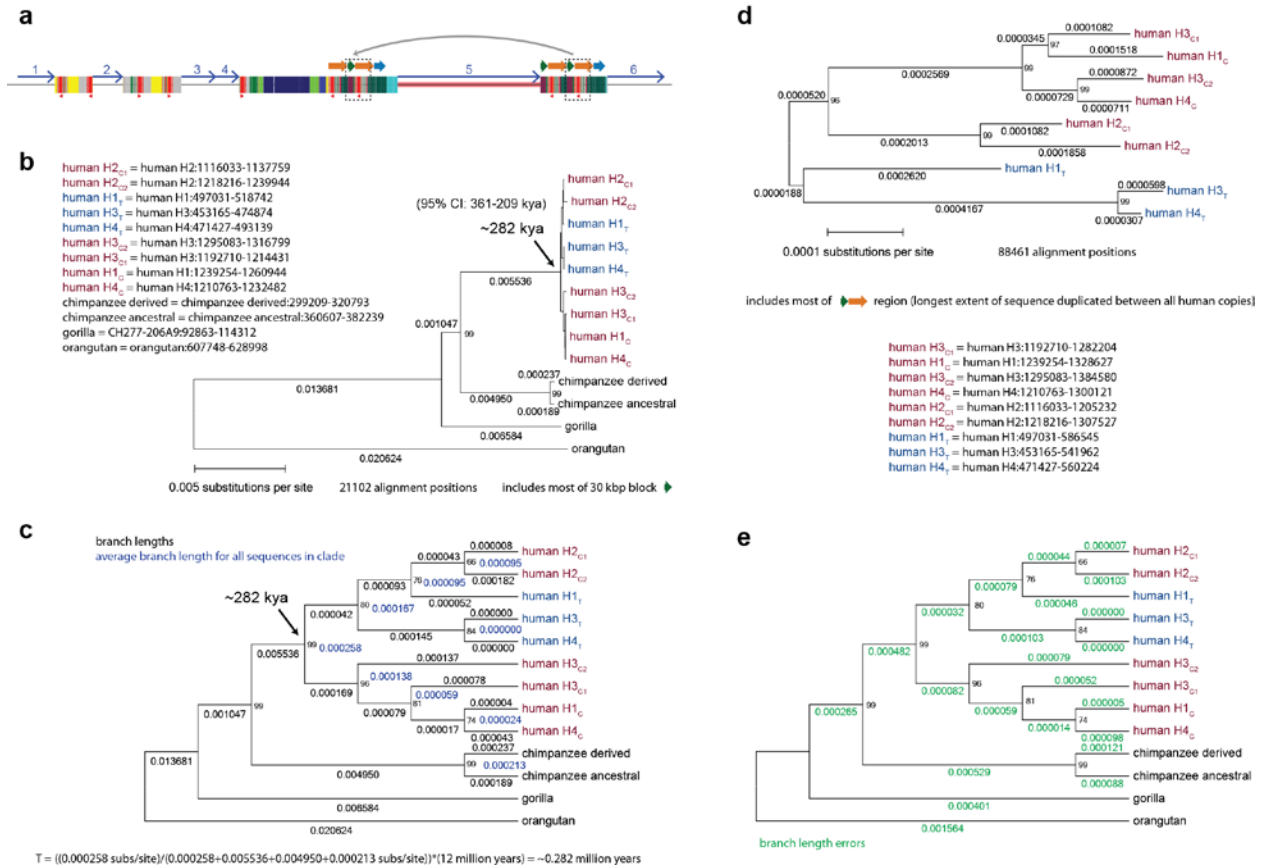 a
1
2
3
4
5
6
b
human H2C1 = human H2:1116033-1137759
human H2C2 = human H2:1218216-1239944
human H1T = human H1:497031-518742
human H3T = human H3:453165-474874
human H4T = human H4:471427-493139
human H3C2 = human H3:1295083-1316799
human H3C1 = human H3:1192710-1214431
human H1C = human H1:1239254-1260944
human H4C = human H4:1210763-1232482
chimpanzee derived = chimpanzee derived:299209-320793
chimpanzee ancestral = chimpanzee ancestral:360607-382239
gorilla = CH277-206A9:92863-114312
orangutan = orangutan:607748-628998
(95% CI: 361-209 kya)
~282 kya
human H2C1
human H2C2
human H1T
human H3T
human H4T
human H3C2
human H3C1
human H1C
human H4C
0.005536
0.001047
99
0.000237
chimpanzee derived
0.004950
99
0.000189
chimpanzee ancestral
0.013681
0.006584
gorilla
0.020624
orangutan
0.005 substitutions per site
21102 alignment positions
includes most of 30 kbp block
c
branch lengths
average branch length for all sequences in clade
~282 kya
0.000008
human H2C1
0.000043
66
0.000095
0.000093
76
0.000095
0.000182
human H2C2
0.000052
human H1T
0.000042
80
0.000167
0.000000
human H3T
0.000145
84
0.000000
0.000000
human H4T
0.005536
99
0.000258
0.000137
human H3C2
0.000169
96
0.000138
0.000078
human H3C1
0.000079
81
0.000059
0.000004
human H1C
0.000017
74
0.000024
0.000043
human H4C
0.001047
99
0.000237
chimpanzee derived
0.004950
99
0.000213
0.000189
chimpanzee ancestral
0.013681
0.006584
gorilla
0.020624
orangutan
T = ((0.000258 subs/site)/(0.000258+0.005536+0.004950+0.000213 subs/site))*(12 million years) = ~0.282 million years
d
0.0001082
human H3C1
0.0000345
97
0.0001518
human H1C
0.0002569
99
0.0000872
human H3C2
0.0000729
99
0.0000711
human H4C
0.0000520
96
0.0001082
human H2C1
0.0002013
99
0.0001858
human H2C2
0.0002620
human H1T
0.0000188
0.0000598
human H3T
0.0004167
99
0.0000307
human H4T
0.0001 substitutions per site
88461 alignment positions
includes most of region (longest extent of sequence duplicated between all human copies)
human H3C1 = human H3:1192710-1282204
human H1C = human H1:1239254-1328627
human H3C2 = human H3:1295083-1384580
human H4C = human H4:1210763-1300121
human H2C1 = human H2:1116033-1205232
human H2C2 = human H2:1218216-1307527
human H1T = human H1:497031-586545
human H3T = human H3:453165-541962
human H4T = human H4:471427-560224
e
0.000007
human H2C1
0.000044
66
0.000103
human H2C2
0.000079
76
0.000046
human H1T
0.000032
80
0.000000
human H3T
0.000103
84
0.000000
human H4T
0.000482
99
0.000079
human H3C2
0.000082
96
0.000052
human H3C1
0.000059
81
0.000005
human H1C
0.000014
74
0.000098
human H4C
0.000265
99
0.000121
chimpanzee derived
0.000529
99
0.000088
chimpanzee ancestral
0.000401
gorilla
0.001564
orangutan
branch length errors